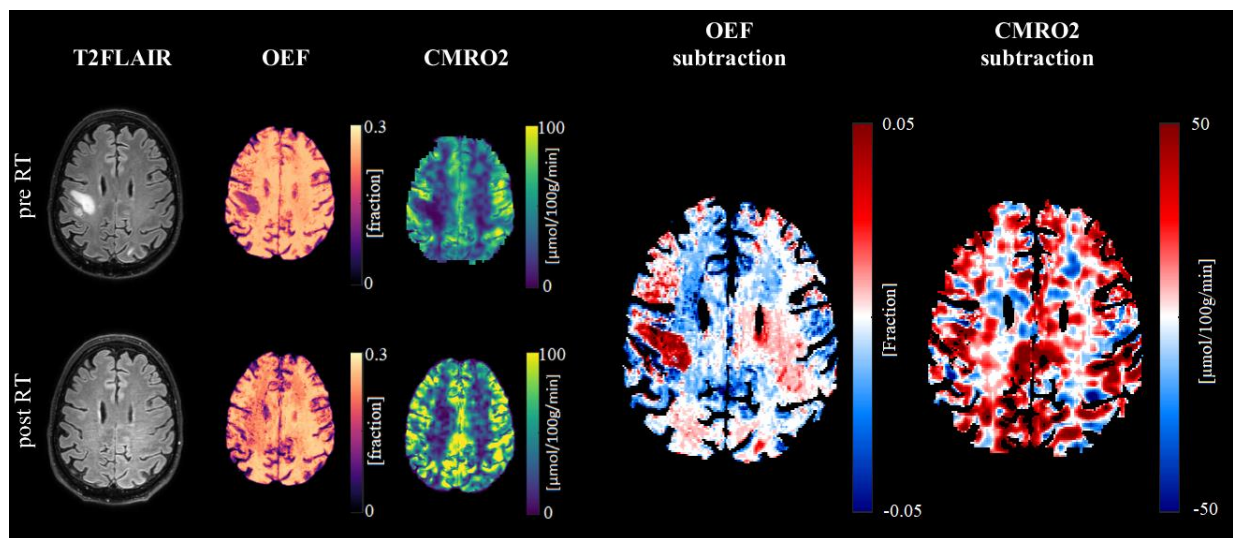 T2FLAIR
OEF
CMRO2
OEF
subtraction
CMRO2
subtraction
pre RT
0.3
[fraction]
0
100
[µmol/100g/min]
0
post RT
0.3
[fraction]
0
100
[µmol/100g/min]
0
0.05
[Fraction]
-0.05
50
[µmol/100g/min]
-50